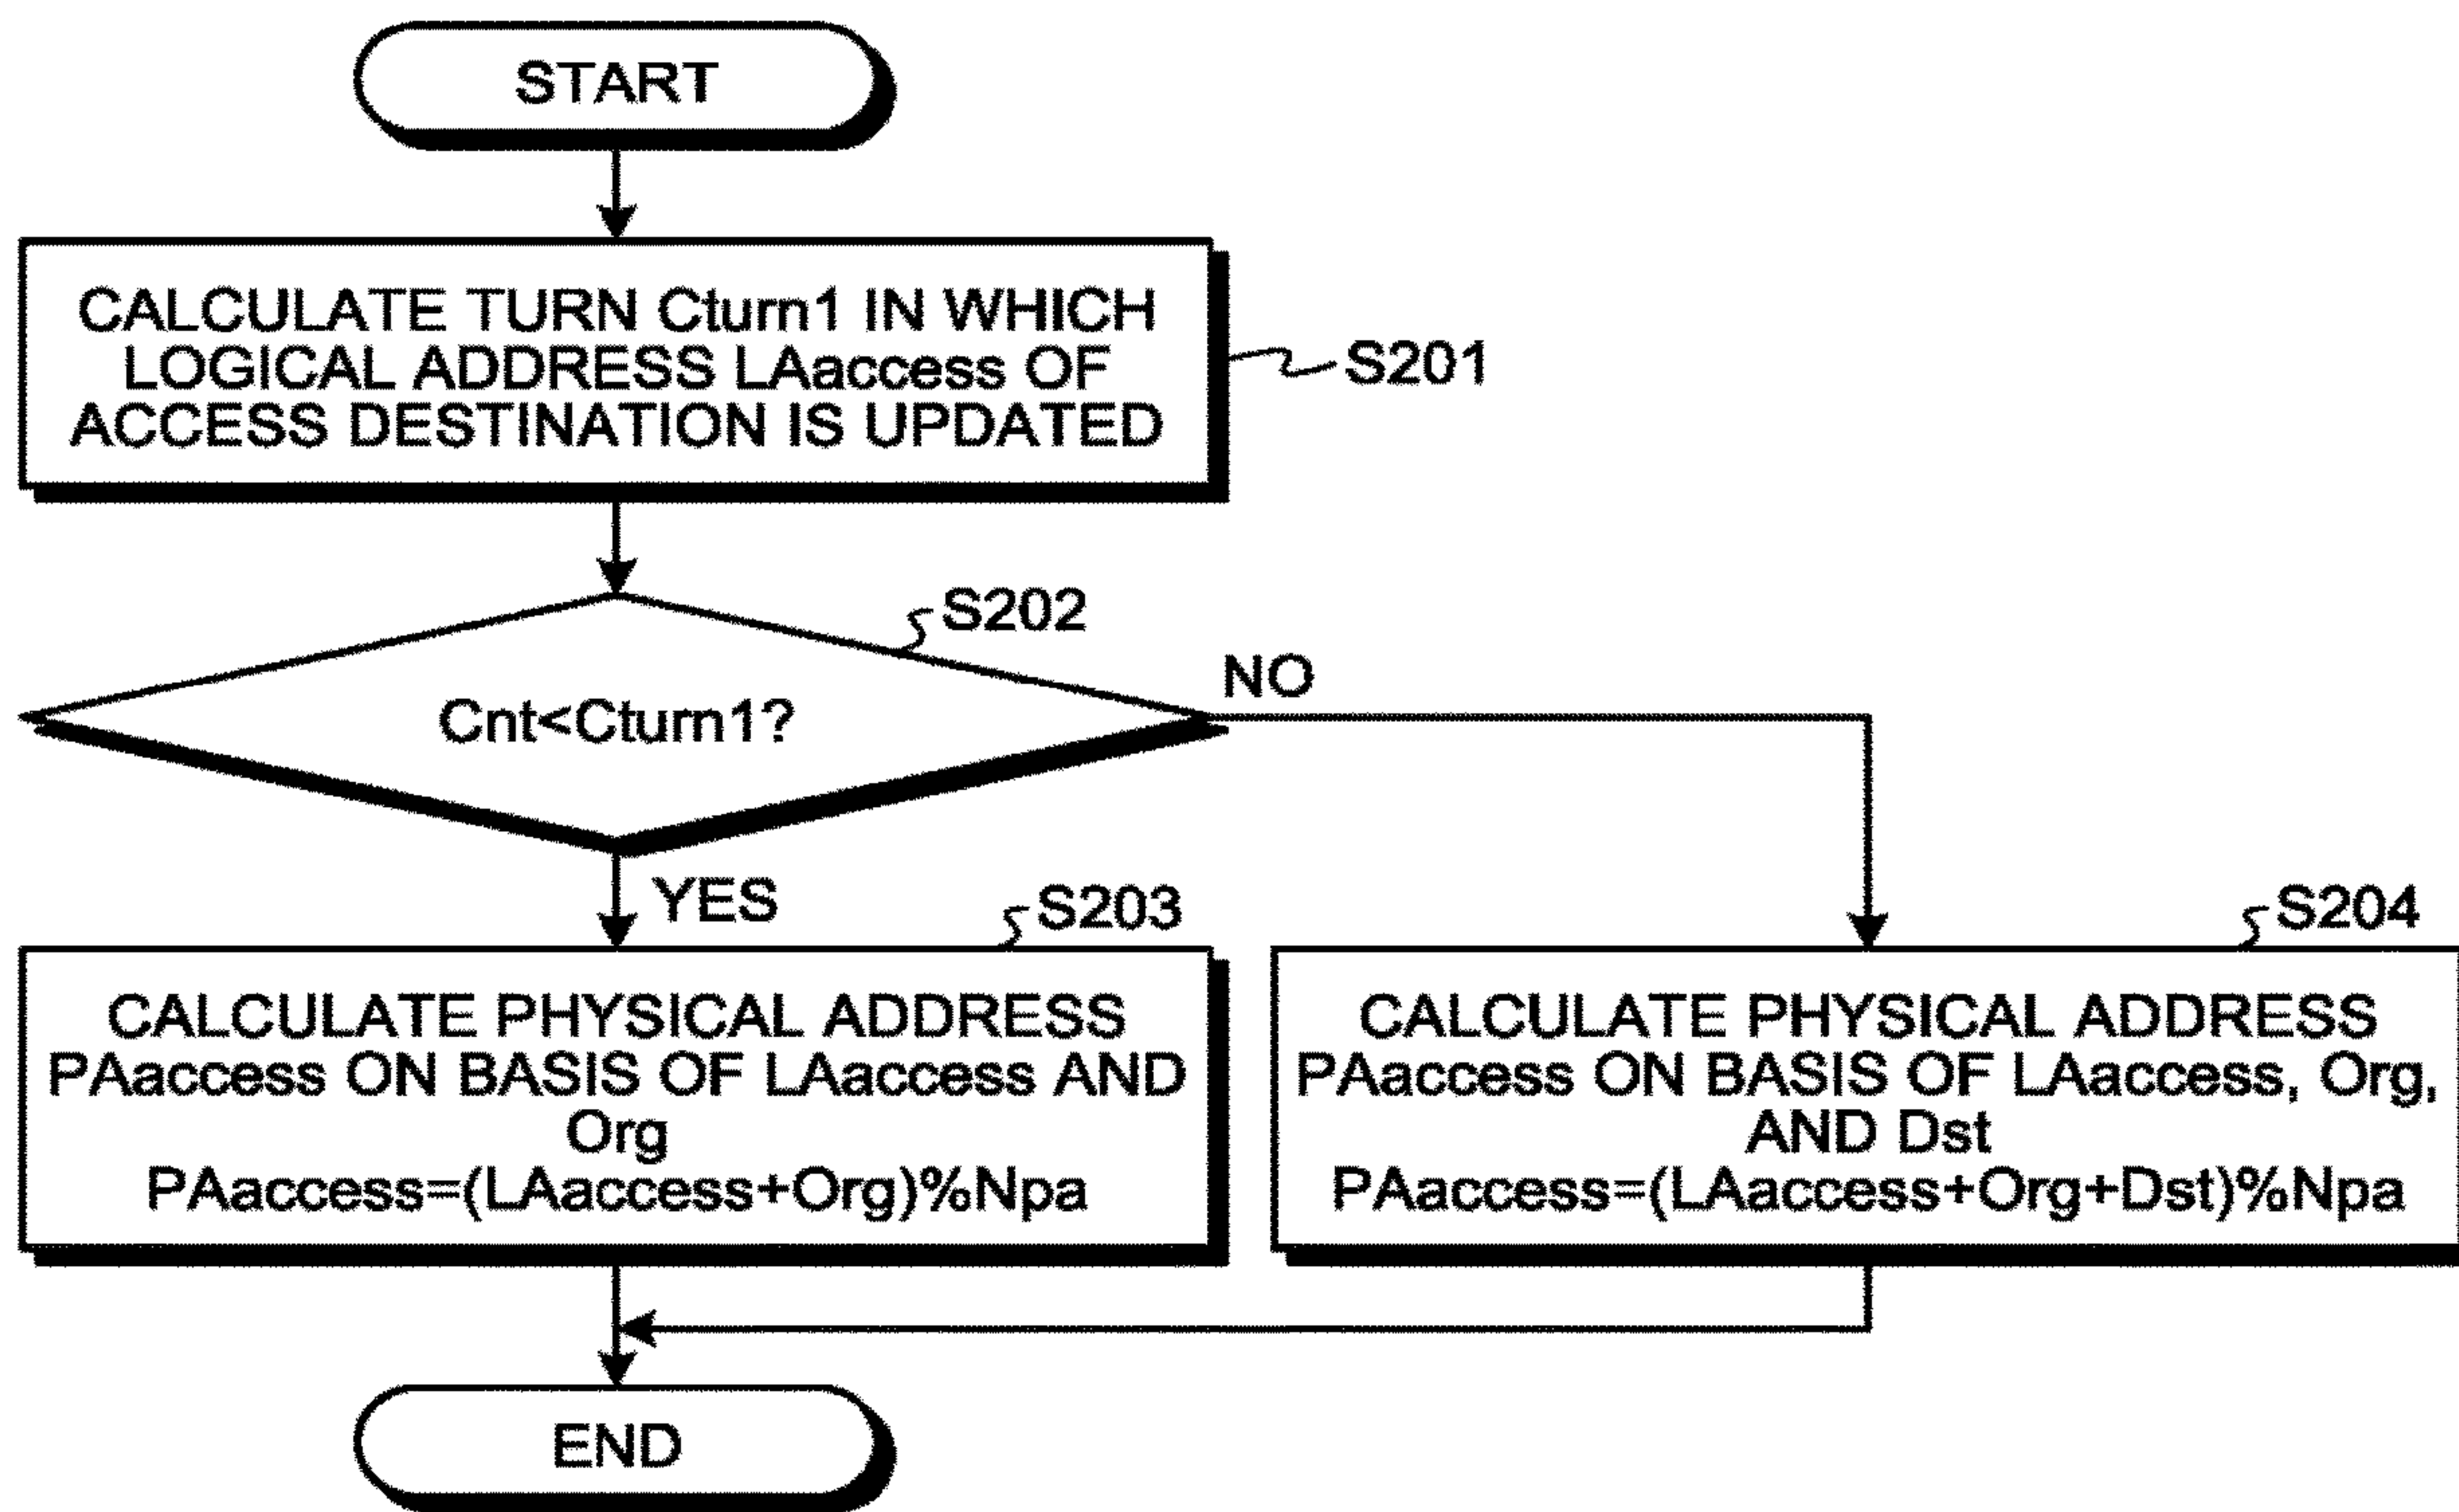 START
CALCULATE TURN Cturn1 IN WHICH
LOGICAL ADDRESS LAaccess OF
ACCESS DESTINATION IS UPDATED
S201
S202
Cnt<Cturn1?
NO
YES
S203
CALCULATE PHYSICAL ADDRESS
PAaccess ON BASIS OF LAaccess AND
Org
PAaccess=(LAaccess+Org)%Npa
S204
CALCULATE PHYSICAL ADDRESS
PAaccess ON BASIS OF LAaccess, Org,
AND Dst
PAaccess=(LAaccess+Org+Dst)%Npa
END